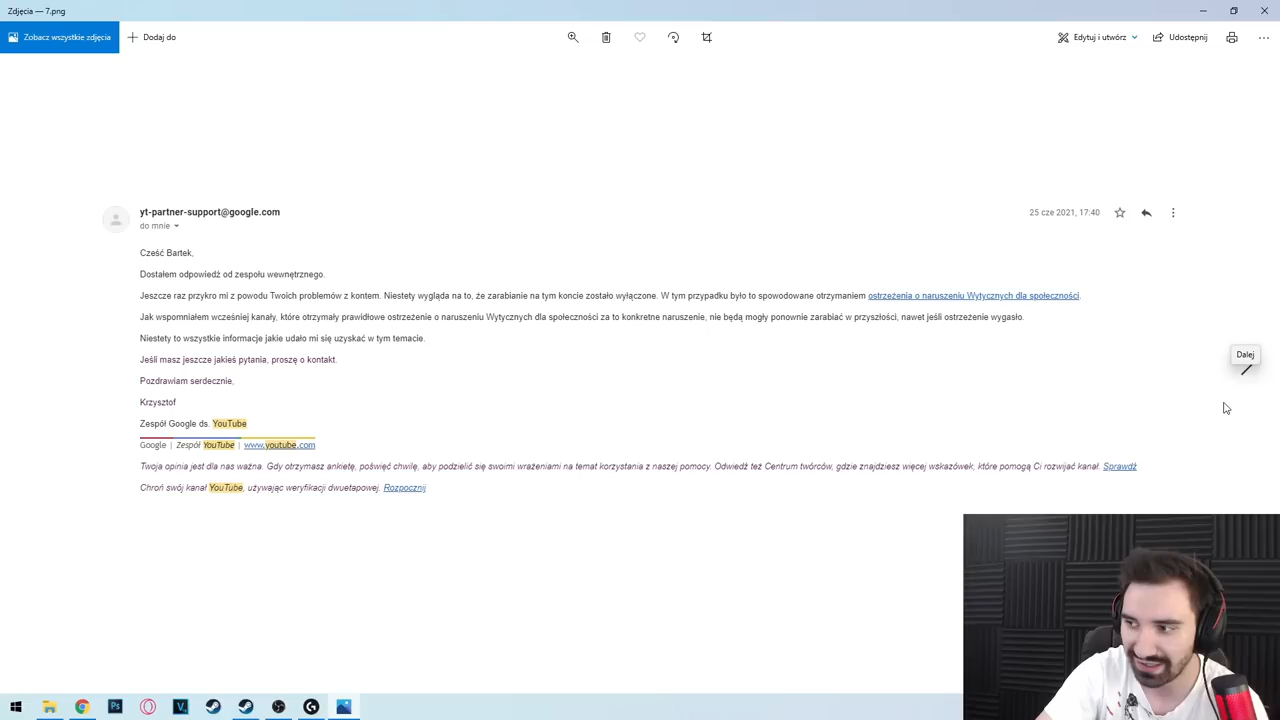 Zdjęcia — 7.png
Zobacz wszystkie zdjęcia
Dodaj do
Edytuj i utwórz
Udostępnij
yt-partner-support@google.com
25 cze 2021, 17:40
do mnie
Cześć Bartek,
Dostałem odpowiedź od zespołu wewnętrznego.
Jeszcze raz przykro mi z powodu Twoich problemów z kontem. Niestety wygląda na to, że zarabianie na tym koncie zostało wyłączone. W tym przypadku było to spowodowane otrzymaniem ostrzeżenia o naruszeniu Wytycznych dla społeczności.
Jak wspomniałem wcześniej kanały, które otrzymały prawidłowe ostrzeżenie o naruszeniu Wytycznych dla społeczności za to konkretne naruszenie, nie będą mogły ponownie zarabiać w przyszłości, nawet jeśli ostrzeżenie wygasło.
Niestety to wszystkie informacje jakie udało mi się uzyskać w tym temacie.
Dalej
Jeśli masz jeszcze jakieś pytania, proszę o kontakt.
Pozdrawiam serdecznie,
Krzysztof
Zespół Google ds. YouTube
Google | Zespół YouTube | www.youtube.com
Twoja opinia jest dla nas ważna. Gdy otrzymasz ankietę, poświęć chwilę, aby podzielić się swoimi wrażeniami na temat korzystania z naszej pomocy. Odwiedź też Centrum twórców, gdzie znajdziesz więcej wskazówek, które pomogą Ci rozwijać kanał. Sprawdź
Chroń swój kanał YouTube, używając weryfikacji dwuetapowej. Rozpocznij
Ps
V